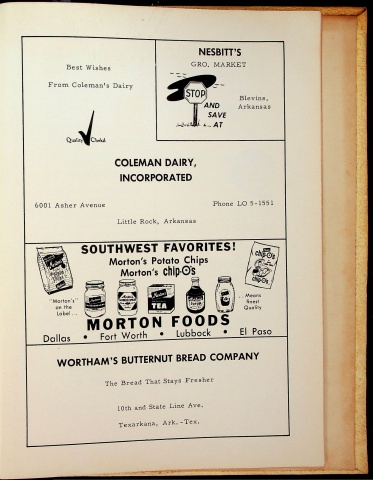 Best Wishes
From Coleman's Dairy
Quality Chekd
NESBITT'S
GRO. MARKET
STOP
AND
SAVE
AT
Blevins,
Arkansas
COLEMAN DAIRY,
INCORPORATED
6001 Asher Avenue
Phone LO 5-1551
Little Rock, Arkansas
SOUTHWEST FAVORITES!
Morton's Potato Chips
Morton's chip-O's
"Morton's"
on the
Label . .
TEA
chip-O's
. . Means
Finest
Quality
MORTON FOODS
Dallas • Fort Worth • Lubbock • El Paso
WORTHAM'S BUTTERNUT BREAD COMPANY
The Bread That Stays Fresher
10th and State Line Ave.
Texarkana, Ark.-Tex.